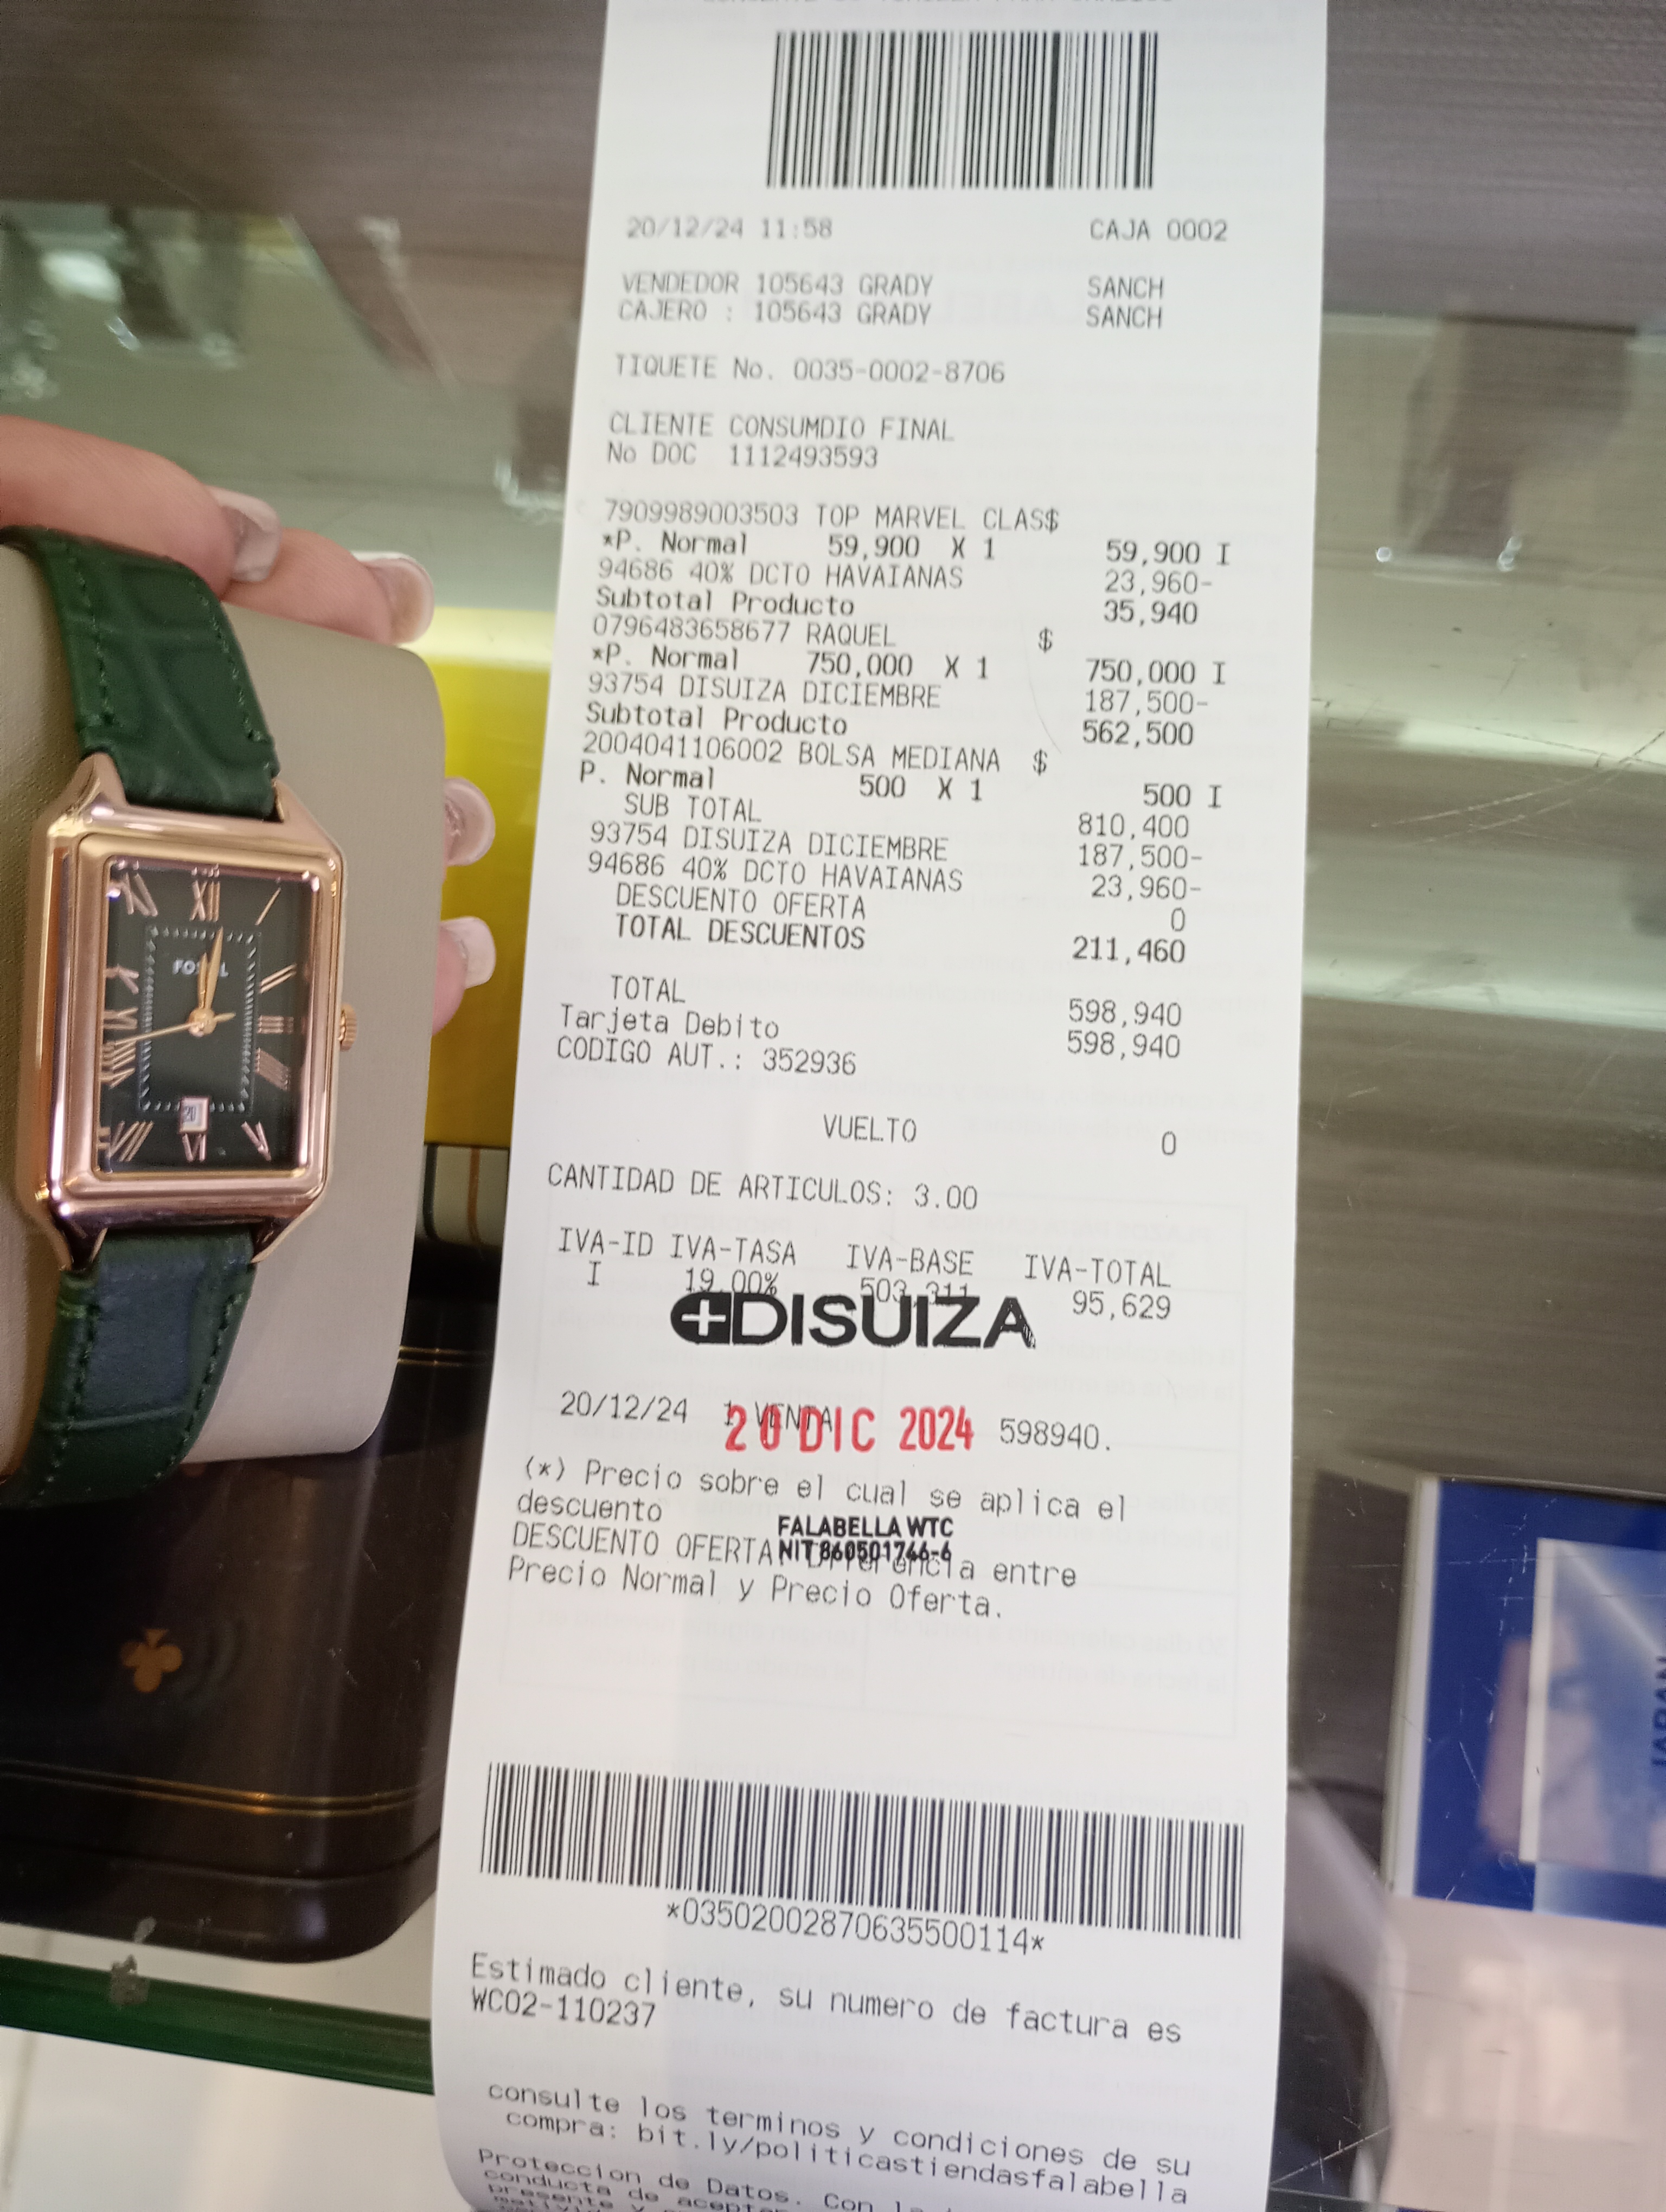 20/12/24 11:58 CAJA 0002
VENDEDOR 105643 GRADY SANCH
CAJERO : 105643 GRADY SANCH
TIQUETE No. 0035-0002-8706
CLIENTE CONSUMDIO FINAL
No DOC 1112493593
7909989003503 TOP MARVEL CLAS$
*P. Normal 59,900 X 1 59,900 I
94686 40% DCTO HAVAIANAS 23,960-
Subtotal Producto 35,940
0796483658677 RAQUEL $
*P. Normal 750,000 X 1 750,000 I
93754 DISUIZA DICIEMBRE 187,500-
Subtotal Producto 562,500
2004041106002 BOLSA MEDIANA $
P. Normal 500 X 1 500 I
SUB TOTAL 810,400
93754 DISUIZA DICIEMBRE 187,500-
94686 40% DCTO HAVAIANAS 23,960-
DESCUENTO OFERTA 0
TOTAL DESCUENTOS 211,460
TOTAL 598,940
Tarjeta Debito 598,940
CODIGO AUT.: 352936
VUELTO 0
CANTIDAD DE ARTICULOS: 3.00
IVA-ID IVA-TASA IVA-BASE IVA-TOTAL
I 19.00% 503,311 95,629
DISUIZA
20/12/24 1 VENTA 598940.
20 DIC 2024
(*) Precio sobre el cual se aplica el
descuento
FALABELLA WTC
NIT 860501746-6
DESCUENTO OFERTA Diferencia entre
Precio Normal y Precio Oferta.
*03502002870635500114*
Estimado cliente, su numero de factura es
WC02-110237
consulte los terminos y condiciones de su
compra: bit.ly/politicastiendasfalabella
Proteccion de Datos. Con
conducta de
presente y
XII
FOSSIL
20
VII VI V
JAPAN